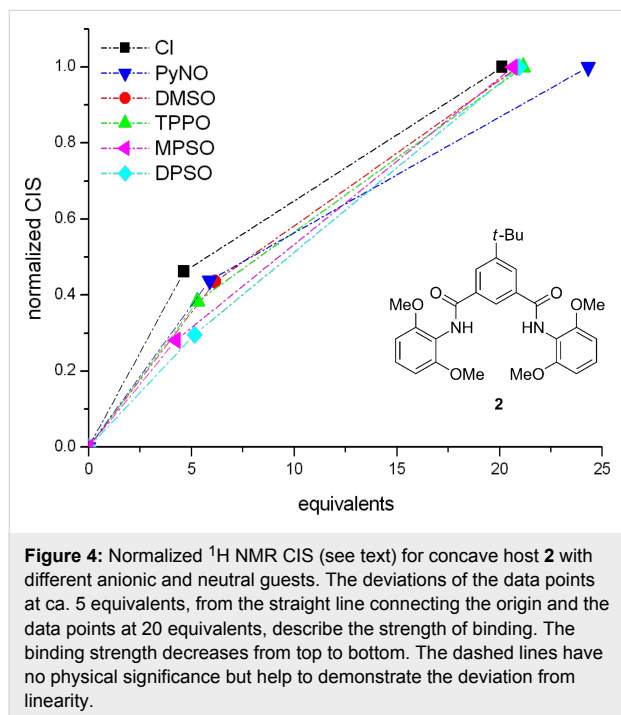 Cl
PyNO
DMSO
TPPO
MPSO
DPSO
normalized CIS
1.0
0.8
0.6
0.4
0.2
0.0
0
5
10
15
20
25
equivalents
t-Bu
O
O
MeO
NH
HN
OMe
OMe
MeO
2
Figure 4: Normalized ¹H NMR CIS (see text) for concave host 2 with
different anionic and neutral guests. The deviations of the data points
at ca. 5 equivalents, from the straight line connecting the origin and the
data points at 20 equivalents, describe the strength of binding. The
binding strength decreases from top to bottom. The dashed lines have
no physical significance but help to demonstrate the deviation from
linearity.